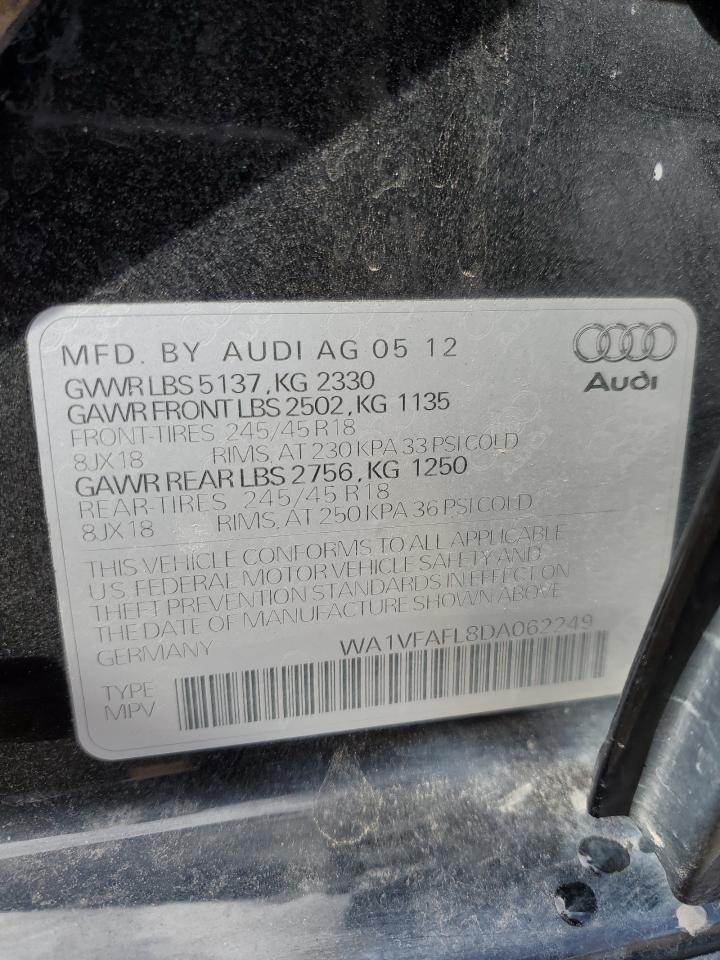 MFD. BY AUDI AG 05 12
Audi
GVWR LBS 5137, KG 2330
GAWR FRONT LBS 2502, KG 1135
FRONT-TIRES 245/45 R18
8JX18 RIMS, AT 230 KPA 33 PSI COLD
GAWR REAR LBS 2756, KG 1250
REAR-TIRES 245/45 R18
8JX18 RIMS, AT 250 KPA 36 PSI COLD
THIS VEHICLE CONFORMS TO ALL APPLICABLE
U.S. FEDERAL MOTOR VEHICLE SAFETY AND
THEFT PREVENTION STANDARDS IN EFFECT ON
THE DATE OF MANUFACTURE SHOWN ABOVE
GERMANY WA1VFAFL8DA062249
TYPE
MPV